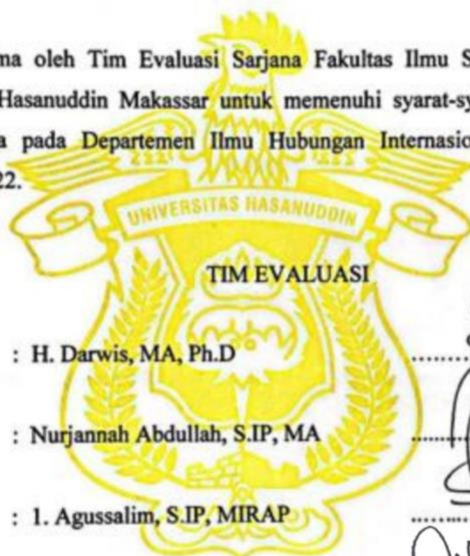 ma oleh Tim Evaluasi Sarjana Fakultas Ilmu S
Hasanuddin Makassar untuk memenuhi syarat-sy
a pada Departemen Ilmu Hubungan Internasio
22.
UNIVERSITAS HASANUDDIN
TIM EVALUASI
: H. Darwis, MA, Ph.D ..........
: Nurjannah Abdullah, S.IP, MA ..........
: 1. Agussalim, S.IP, MIRAP ..........